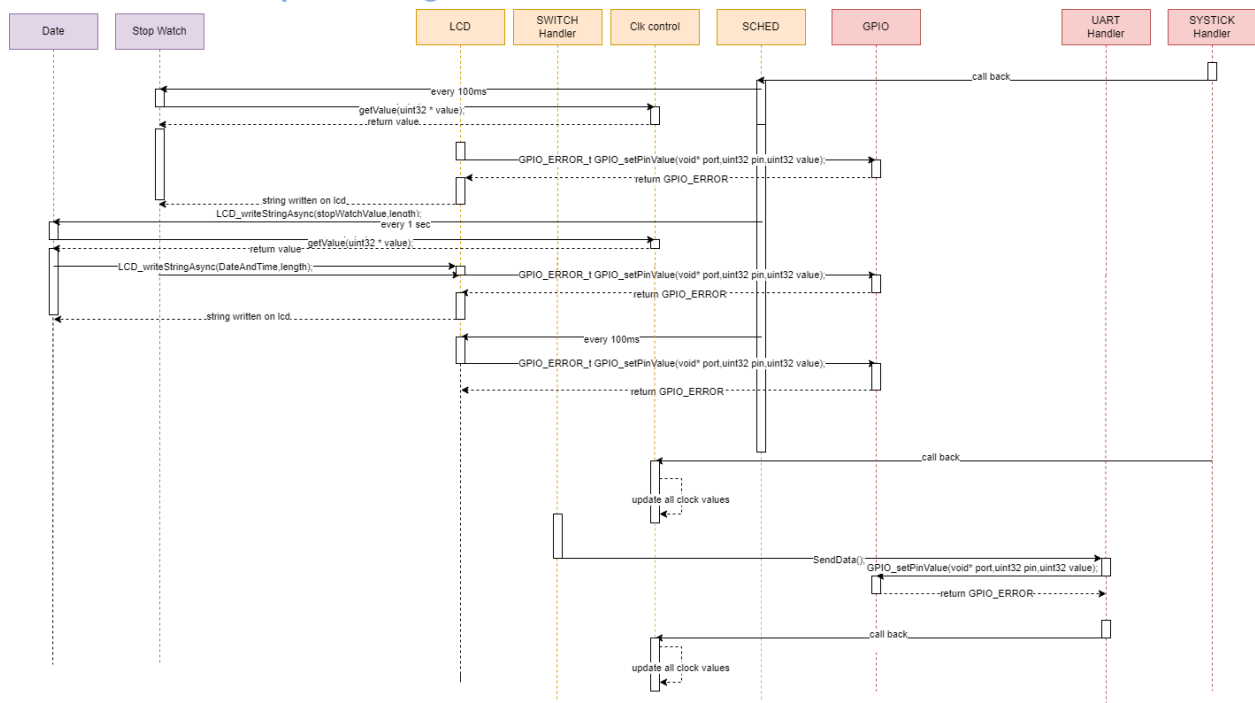 Date
Stop Watch
LCD
SWITCH
Handler
Clk control
SCHED
GPIO
UART
Handler
SYSTICK
Handler
call back
every 100ms
getValue(uint32 * value);
return value
GPIO_ERROR_t GPIO_setPinValue(void* port,uint32 pin,uint32 value);
return GPIO_ERROR
string written on lcd
LCD_writeStringAsync(stopWatchValue,length);
every 1 sec
getValue(uint32 * value);
return value
LCD_writeStringAsync(DateAndTime,length);
GPIO_ERROR_t GPIO_setPinValue(void* port,uint32 pin,uint32 value);
return GPIO_ERROR
string written on lcd
every 100ms
GPIO_ERROR_t GPIO_setPinValue(void* port,uint32 pin,uint32 value);
return GPIO_ERROR
call back
update all clock values
SendData();
GPIO_setPinValue(void* port,uint32 pin,uint32 value);
return GPIO_ERROR
call back
update all clock values